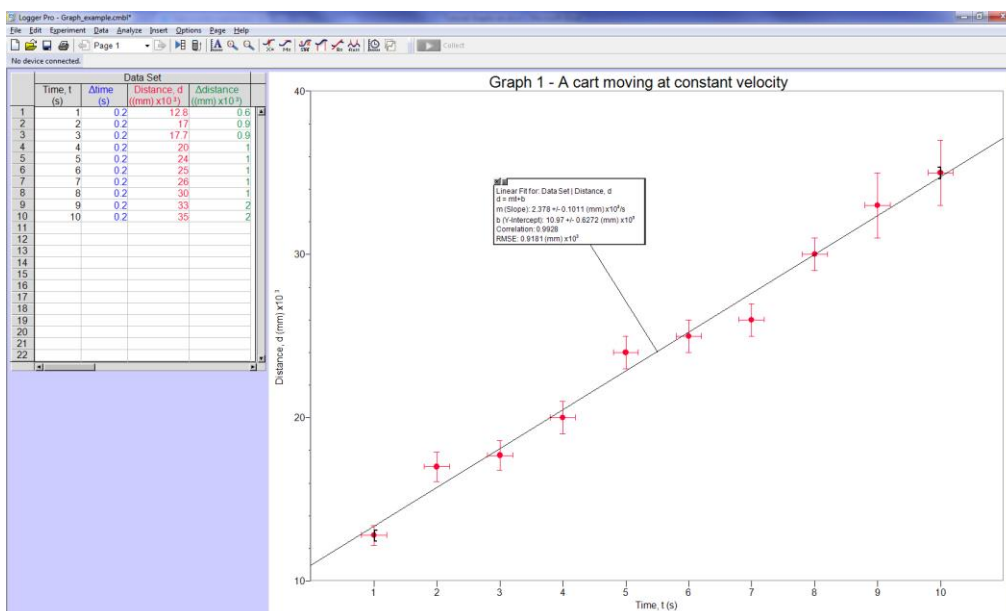 Logger Pro - Graph_example.cmbl*
File Edit Experiment Data Analyze Insert Options Page Help
Page 1
Collect
No device connected.
Data Set
Time, t Δtime Distance, d Δdistance
(s) (s) ((mm) x10³) ((mm) x10³)
1 1 0.2 12.8 0.6
2 2 0.2 17 0.9
3 3 0.2 17.7 0.9
4 4 0.2 20 1
5 5 0.2 24 1
6 6 0.2 25 1
7 7 0.2 26 1
8 8 0.2 30 1
9 9 0.2 33 2
10 10 0.2 35 2
11
12
13
14
15
16
17
18
19
20
21
22
Graph 1 - A cart moving at constant velocity
40
30
20
10
Distance, d (mm) x10³
Linear Fit for: Data Set | Distance, d
d = mt+b
m (Slope): 2.378 +/- 0.1011 (mm) x10³/s
b (Y-Intercept): 10.97 +/- 0.6272 (mm) x10³
Correlation: 0.9928
RMSE: 0.9181 (mm) x10³
1 2 3 4 5 6 7 8 9 10
Time, t (s)